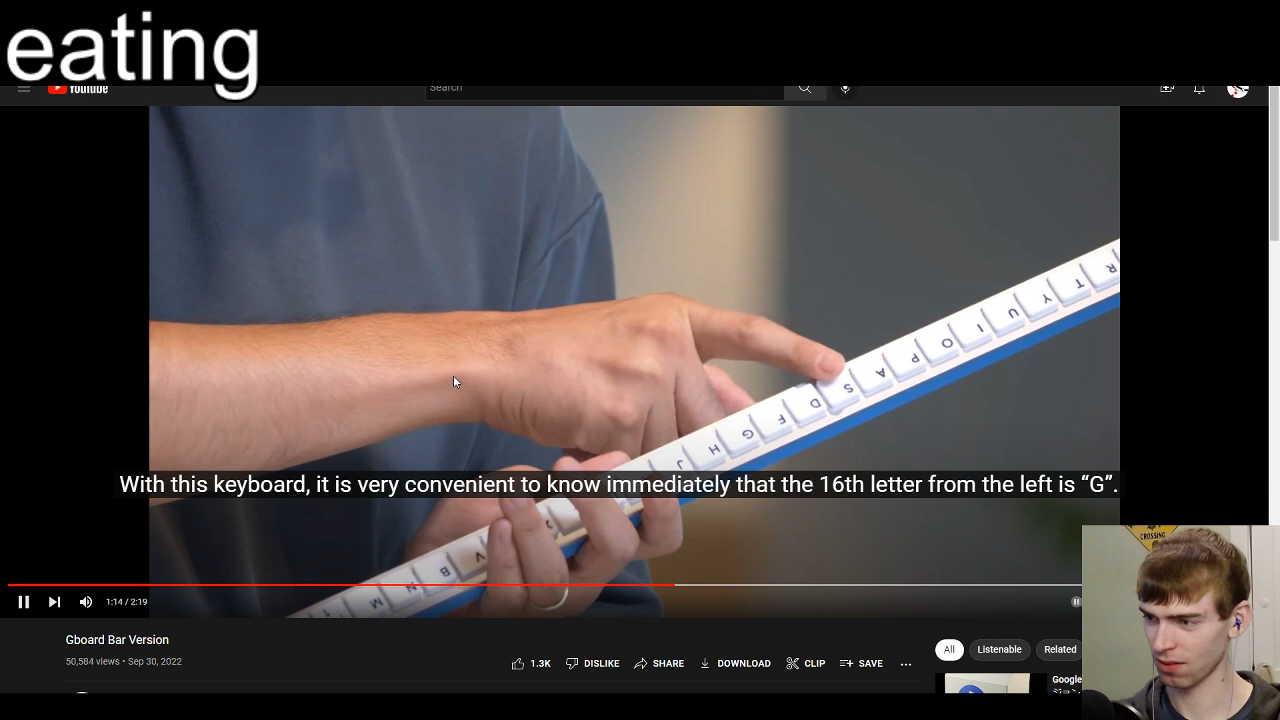 eating
YouTube
Search
R
T
Y
U
I
O
P
A
S
D
F
G
H
J
V
B
N
M
With this keyboard, it is very convenient to know immediately that the 16th letter from the left is “G”.
CROSSING
1:14 / 2:19
Gboard Bar Version
50,584 views • Sep 30, 2022
1.3K DISLIKE SHARE DOWNLOAD CLIP SAVE ...
All Listenable Related
Google